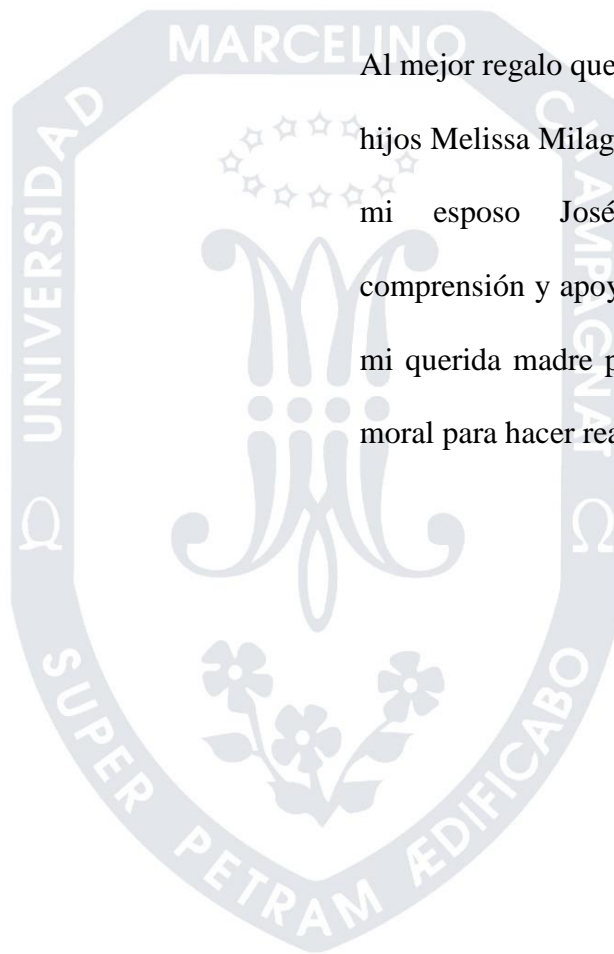 UNIVERSIDAD
MARCELINO
CHAMPAGNAT
Al mejor regalo que
hijos Melissa Milag
mi esposo José
comprensión y apoy
mi querida madre p
moral para hacer rea
SUPER PETRAM ÆDIFICABO